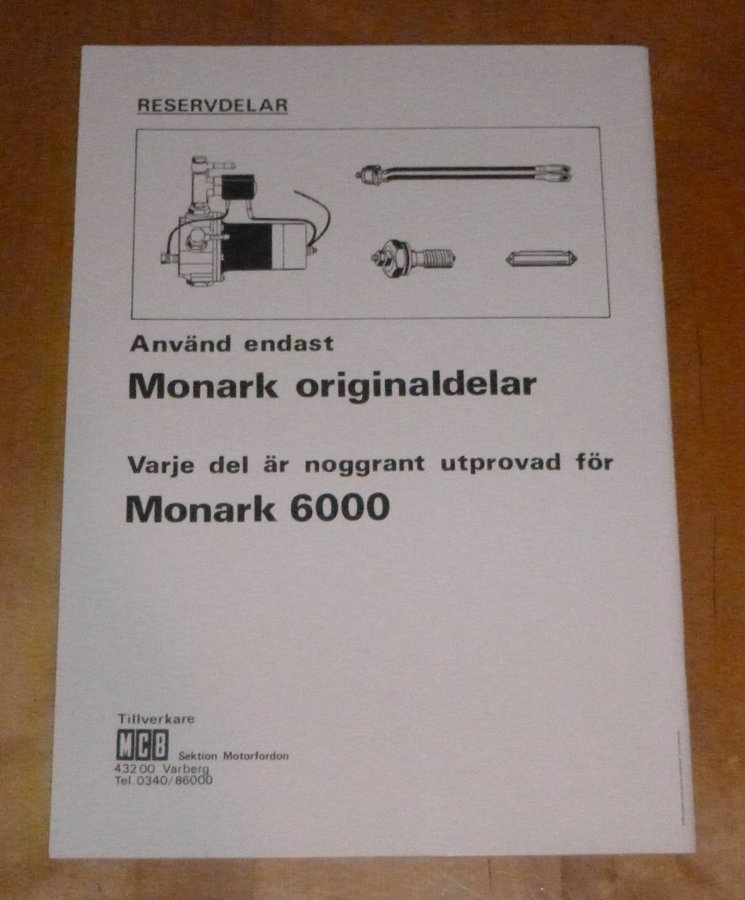 RESERVDELAR
Använd endast
Monark originaldelar
Varje del är noggrant utprovad för
Monark 6000
Tillverkare
MCB Sektion Motorfordon
432 00 Varberg
Tel. 0340/86000